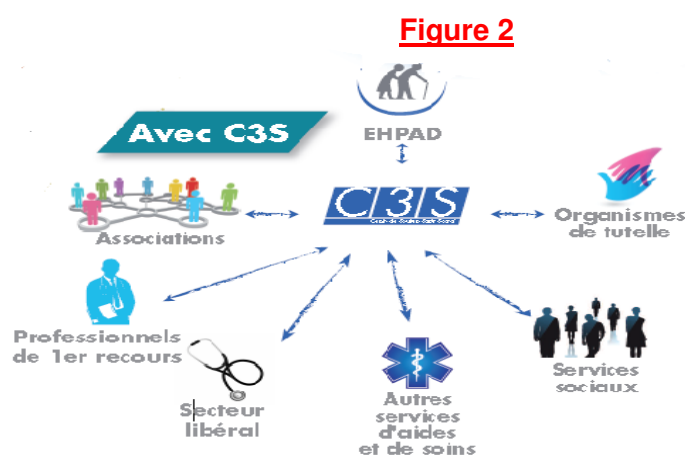 Figure 2
Avec C3S
EHPAD
C3S
Associations
Organismes
de tutelle
Professionnels
de 1er recours
Secteur
libéral
Autres
services
d'aides
et de soins
Services
sociaux